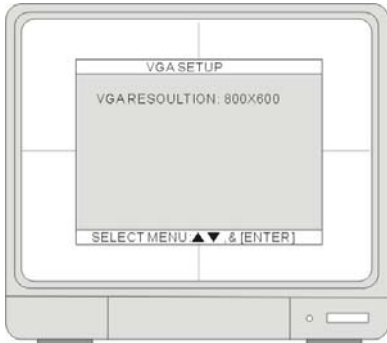 VGA SETUP
VGA RESOULTION: 800X600
SELECT MENU:▲▼,& [ENTER]